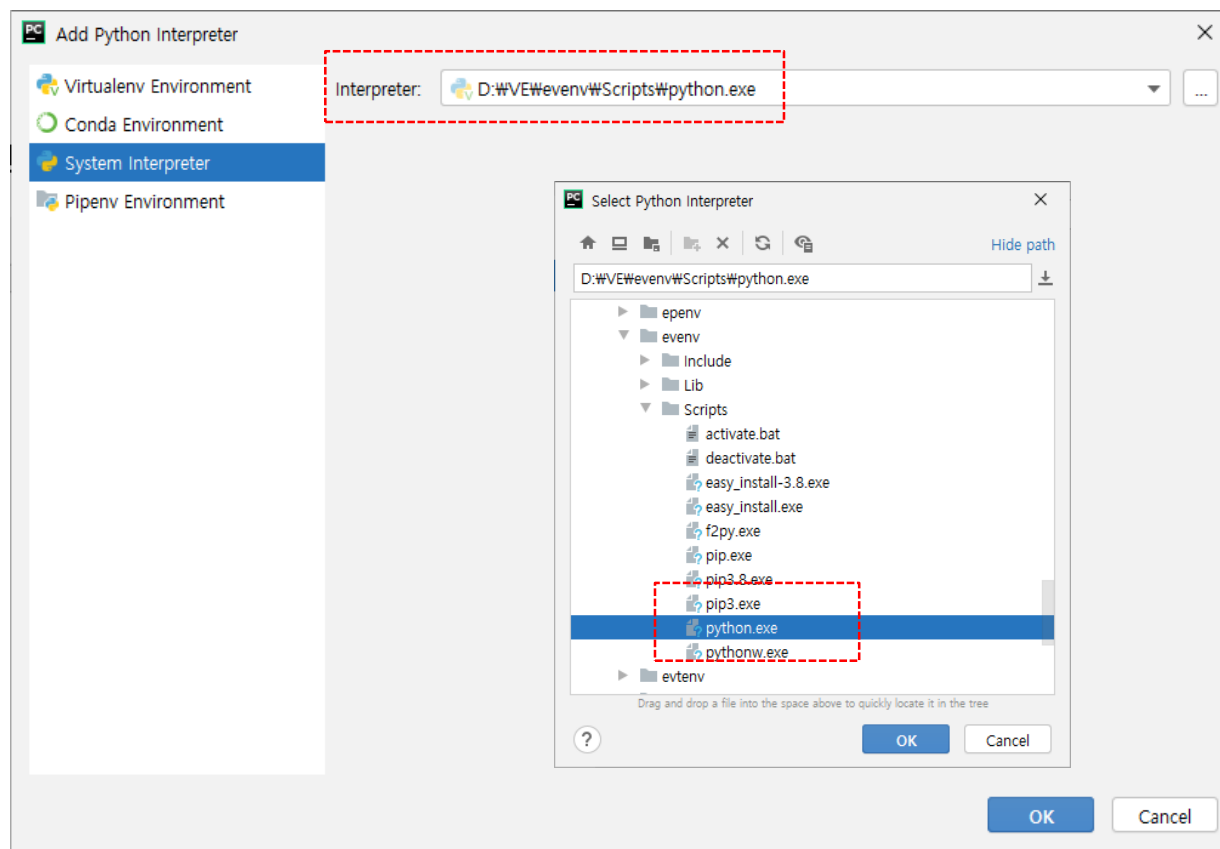 PC Add Python Interpreter
Virtualenv Environment
Conda Environment
System Interpreter
Pipenv Environment
Interpreter: D:₩VE₩evenv₩Scripts₩python.exe ...
PC Select Python Interpreter
Hide path
D:₩VE₩evenv₩Scripts₩python.exe
epenv
evenv
Include
Lib
Scripts
activate.bat
deactivate.bat
easy_install-3.8.exe
easy_install.exe
f2py.exe
pip.exe
pip3.8.exe
pip3.exe
python.exe
pythonw.exe
evtenv
Drag and drop a file into the space above to quickly locate it in the tree
? OK Cancel
OK Cancel